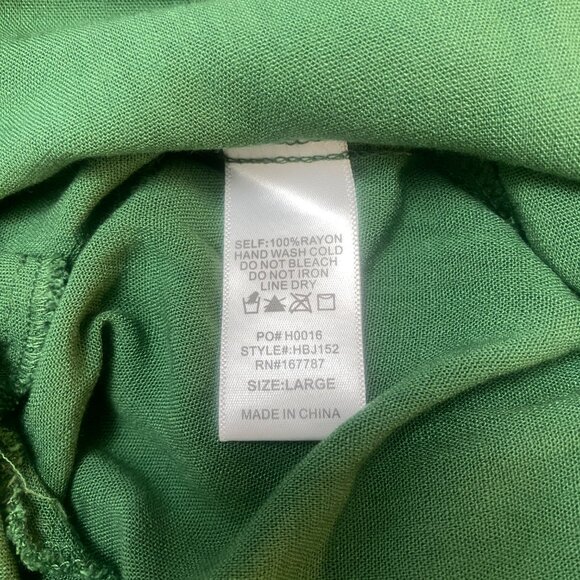 SELF:100%RAYON
HAND WASH COLD
DO NOT BLEACH
DO NOT IRON
LINE DRY
PO# H0016
STYLE#:HBJ152
RN#167787
SIZE:LARGE
MADE IN CHINA